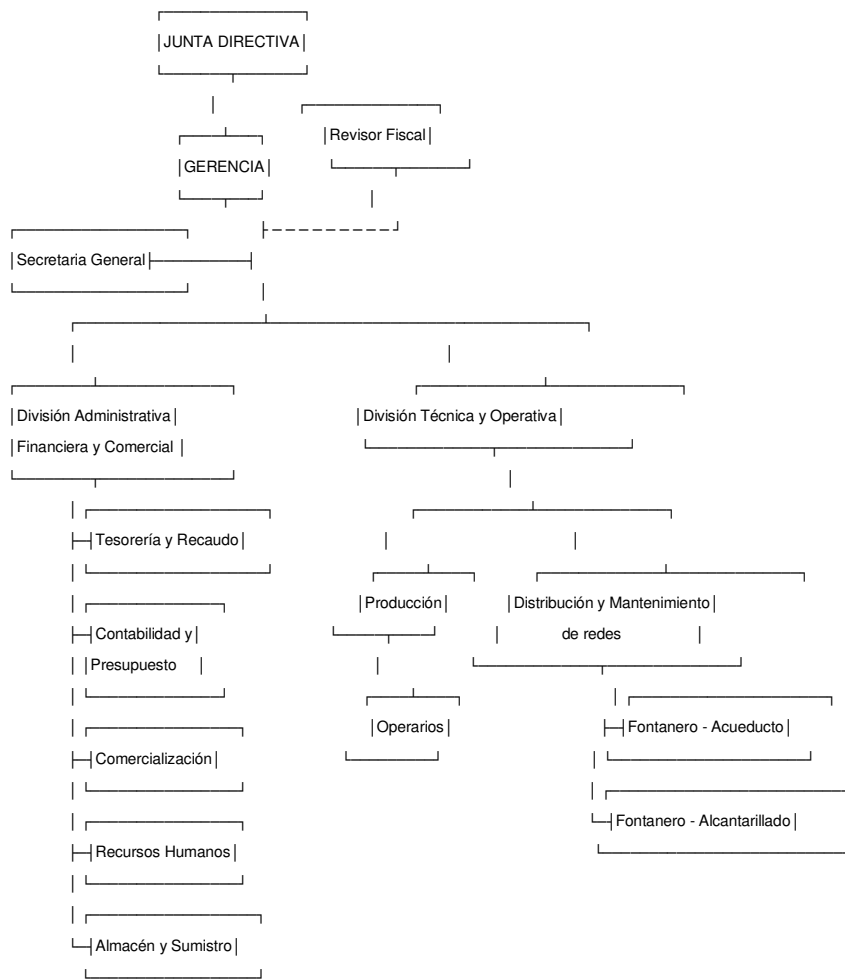 JUNTA DIRECTIVA
Revisor Fiscal
GERENCIA
Secretaria General
División Administrativa
Financiera y Comercial
División Técnica y Operativa
Tesorería y Recaudo
Producción
Distribución y Mantenimiento
de redes
Contabilidad y
Presupuesto
Operarios
Fontanero - Acueducto
Comercialización
Fontanero - Alcantarillado
Recursos Humanos
Almacén y Sumistro